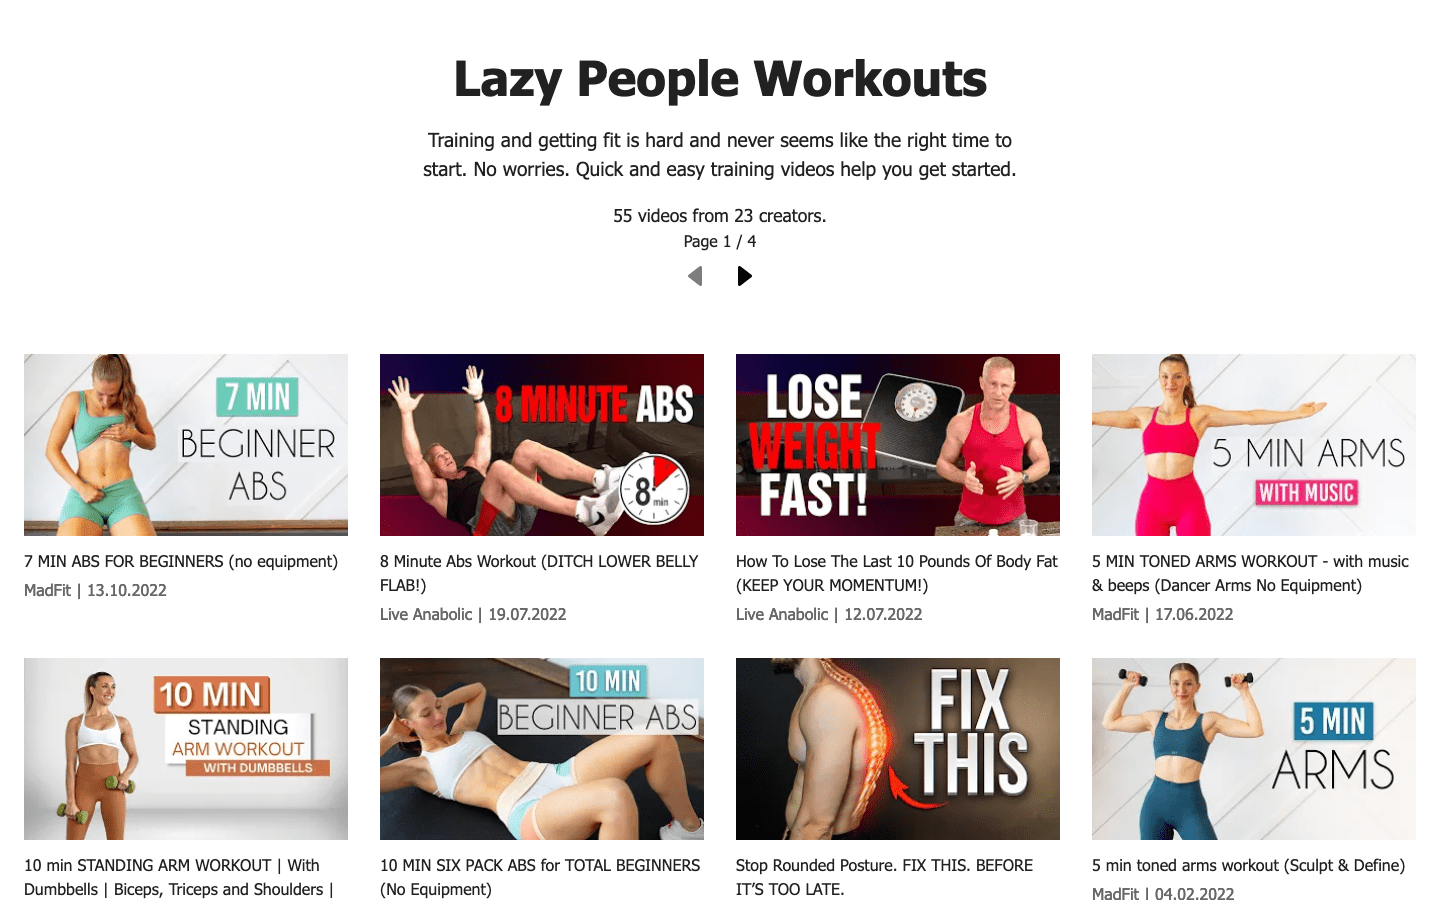 Lazy People Workouts
Training and getting fit is hard and never seems like the right time to
start. No worries. Quick and easy training videos help you get started.
55 videos from 23 creators.
Page 1 / 4
7 MIN
BEGINNER
ABS
7 MIN ABS FOR BEGINNERS (no equipment)
MadFit | 13.10.2022
8 MINUTE ABS
8 min
8 Minute Abs Workout (DITCH LOWER BELLY
FLAB!)
Live Anabolic | 19.07.2022
LOSE
WEIGHT
FAST!
How To Lose The Last 10 Pounds Of Body Fat
(KEEP YOUR MOMENTUM!)
Live Anabolic | 12.07.2022
5 MIN ARMS
WITH MUSIC
5 MIN TONED ARMS WORKOUT - with music
& beeps (Dancer Arms No Equipment)
MadFit | 17.06.2022
10 MIN
STANDING
ARM WORKOUT
WITH DUMBBELLS
10 min STANDING ARM WORKOUT | With
Dumbbells | Biceps, Triceps and Shoulders |
10 MIN
BEGINNER ABS
10 MIN SIX PACK ABS for TOTAL BEGINNERS
(No Equipment)
FIX
THIS
Stop Rounded Posture. FIX THIS. BEFORE
IT’S TOO LATE.
5 MIN
ARMS
5 min toned arms workout (Sculpt & Define)
MadFit | 04.02.2022